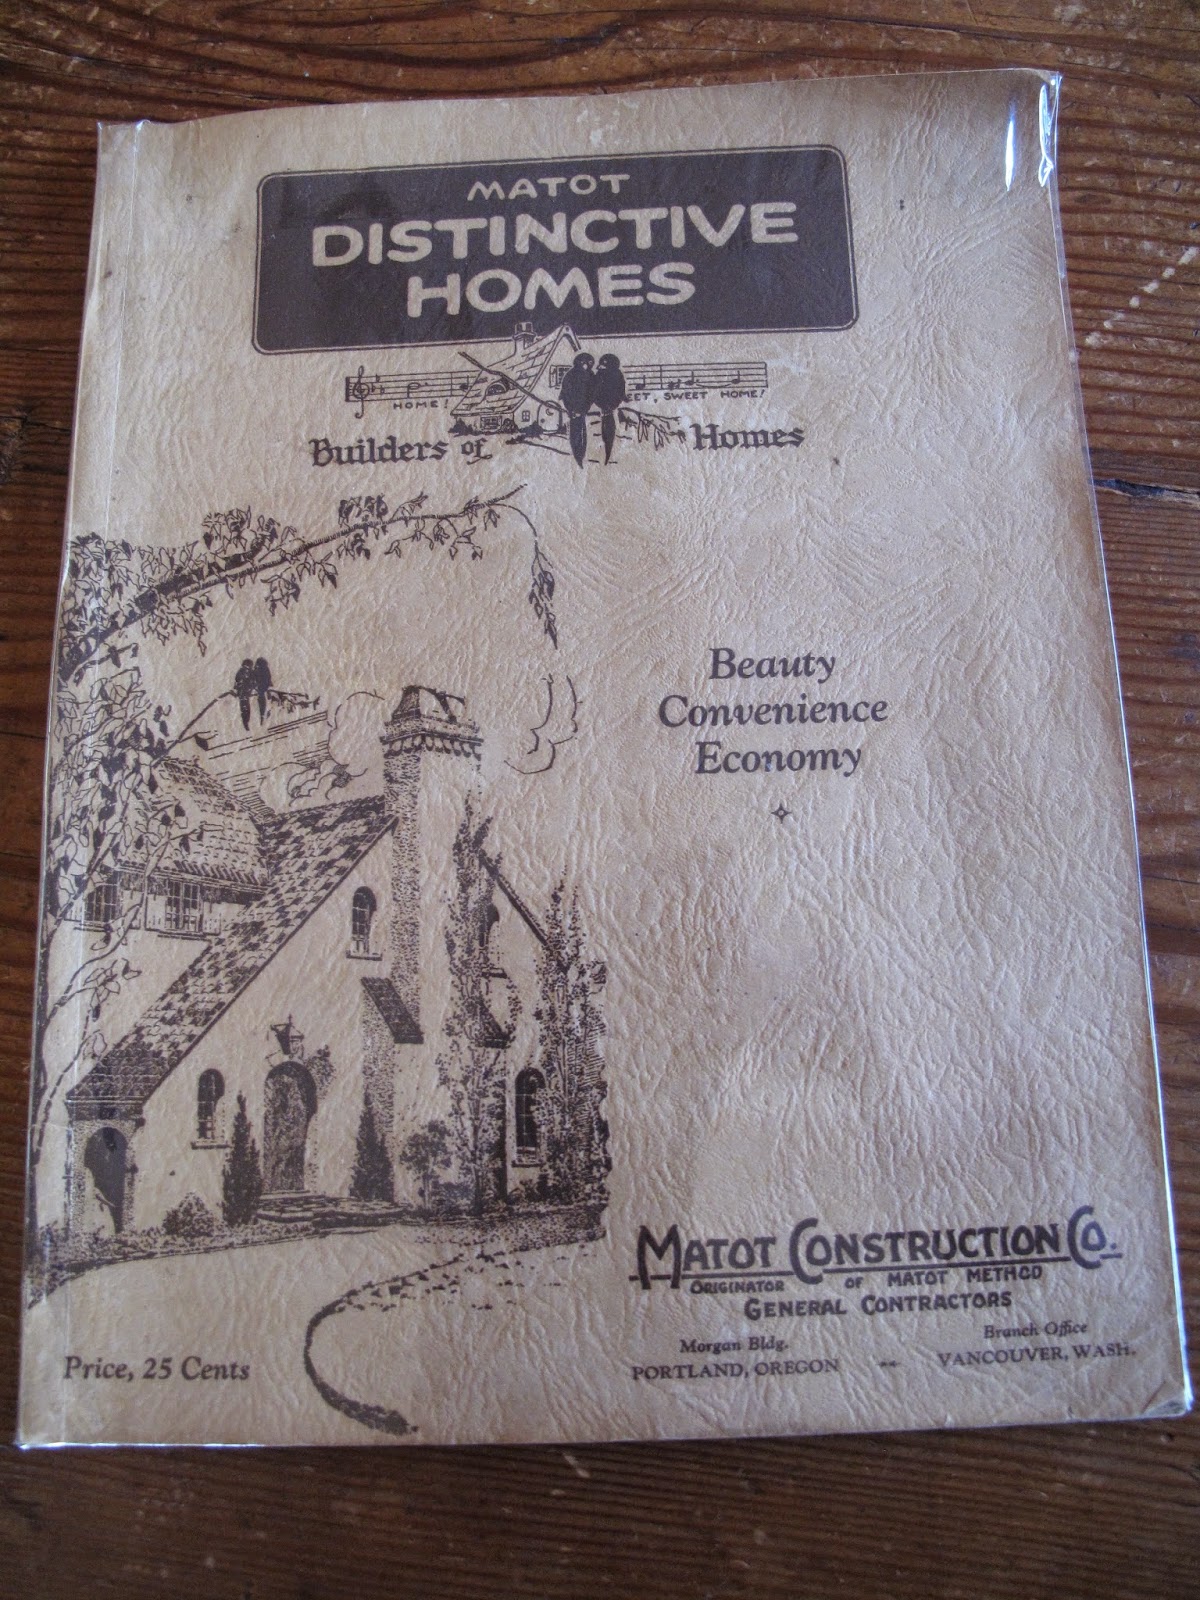 MATOT
DISTINCTIVE
HOMES
HOME! EET, SWEET HOME!
Builders of Homes
Beauty
Convenience
Economy
MATOT CONSTRUCTION CO.
ORIGINATOR OF MATOT METHOD
GENERAL CONTRACTORS
Morgan Bldg. Branch Office
PORTLAND, OREGON -- VANCOUVER, WASH.
Price, 25 Cents